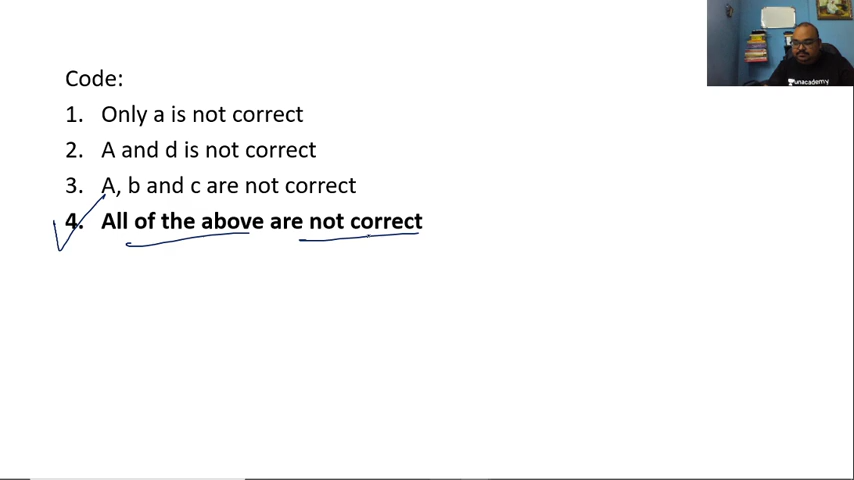 Code:
1. Only a is not correct
2. A and d is not correct
3. A, b and c are not correct
4. All of the above are not correct
unacademy